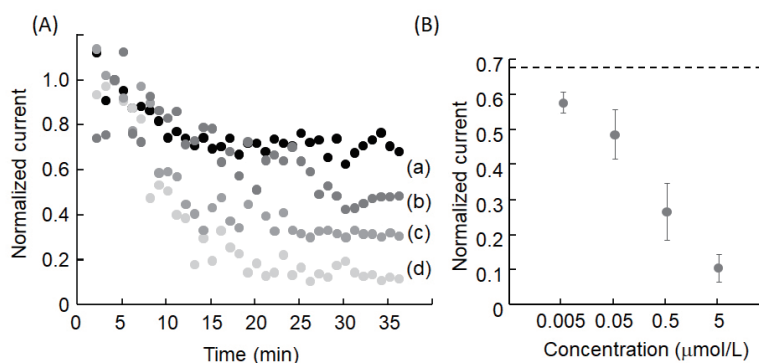 (A)
Normalized current
1.2
1.0
0.8
0.6
0.4
0.2
0
0 5 10 15 20 25 30 35
Time (min)
(a)
(b)
(c)
(d)
(B)
Normalized current
0.7
0.6
0.5
0.4
0.3
0.2
0.1
0.005 0.05 0.5 5
Concentration (μmol/L)